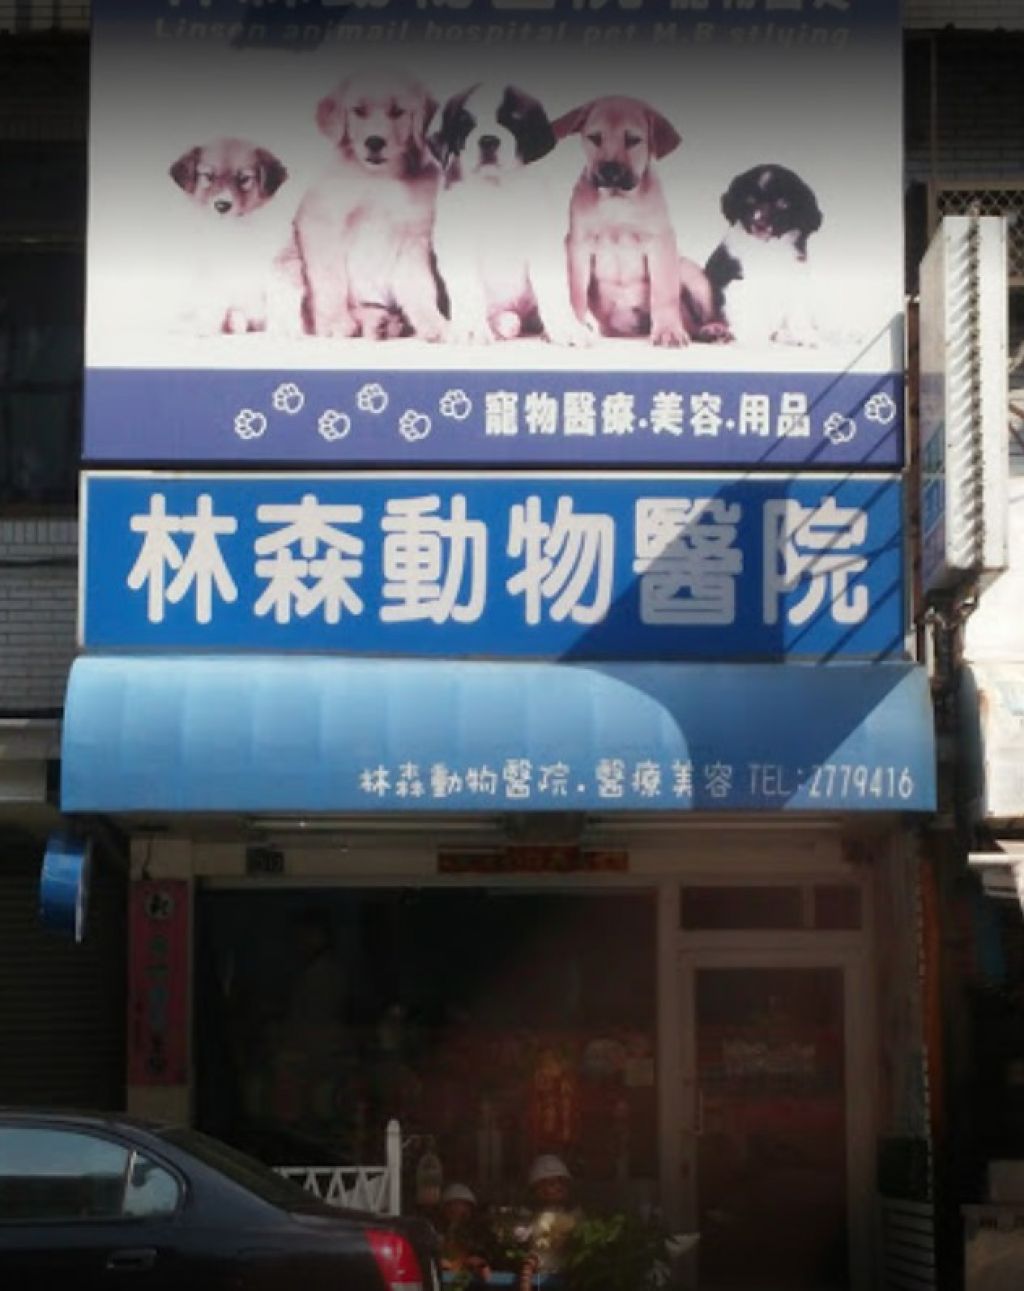 Linsen animail hospital pet M.B stlying
寵物醫療.美容.用品
林森動物醫院
林森動物醫院.醫療美容 TEL:2779416